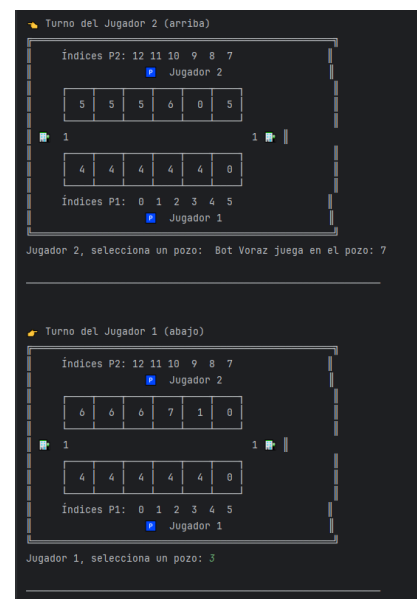 👈 Turno del Jugador 2 (arriba)
Índices P2: 12 11 10 9 8 7
🅿 Jugador 2
| 5 | 5 | 5 | 6 | 0 | 5 |
1 1
| 4 | 4 | 4 | 4 | 4 | 0 |
Índices P1: 0 1 2 3 4 5
🅿 Jugador 1
Jugador 2, selecciona un pozo: Bot Voraz juega en el pozo: 7
👉 Turno del Jugador 1 (abajo)
Índices P2: 12 11 10 9 8 7
🅿 Jugador 2
| 6 | 6 | 6 | 7 | 1 | 0 |
1 1
| 4 | 4 | 4 | 4 | 4 | 0 |
Índices P1: 0 1 2 3 4 5
🅿 Jugador 1
Jugador 1, selecciona un pozo: 3